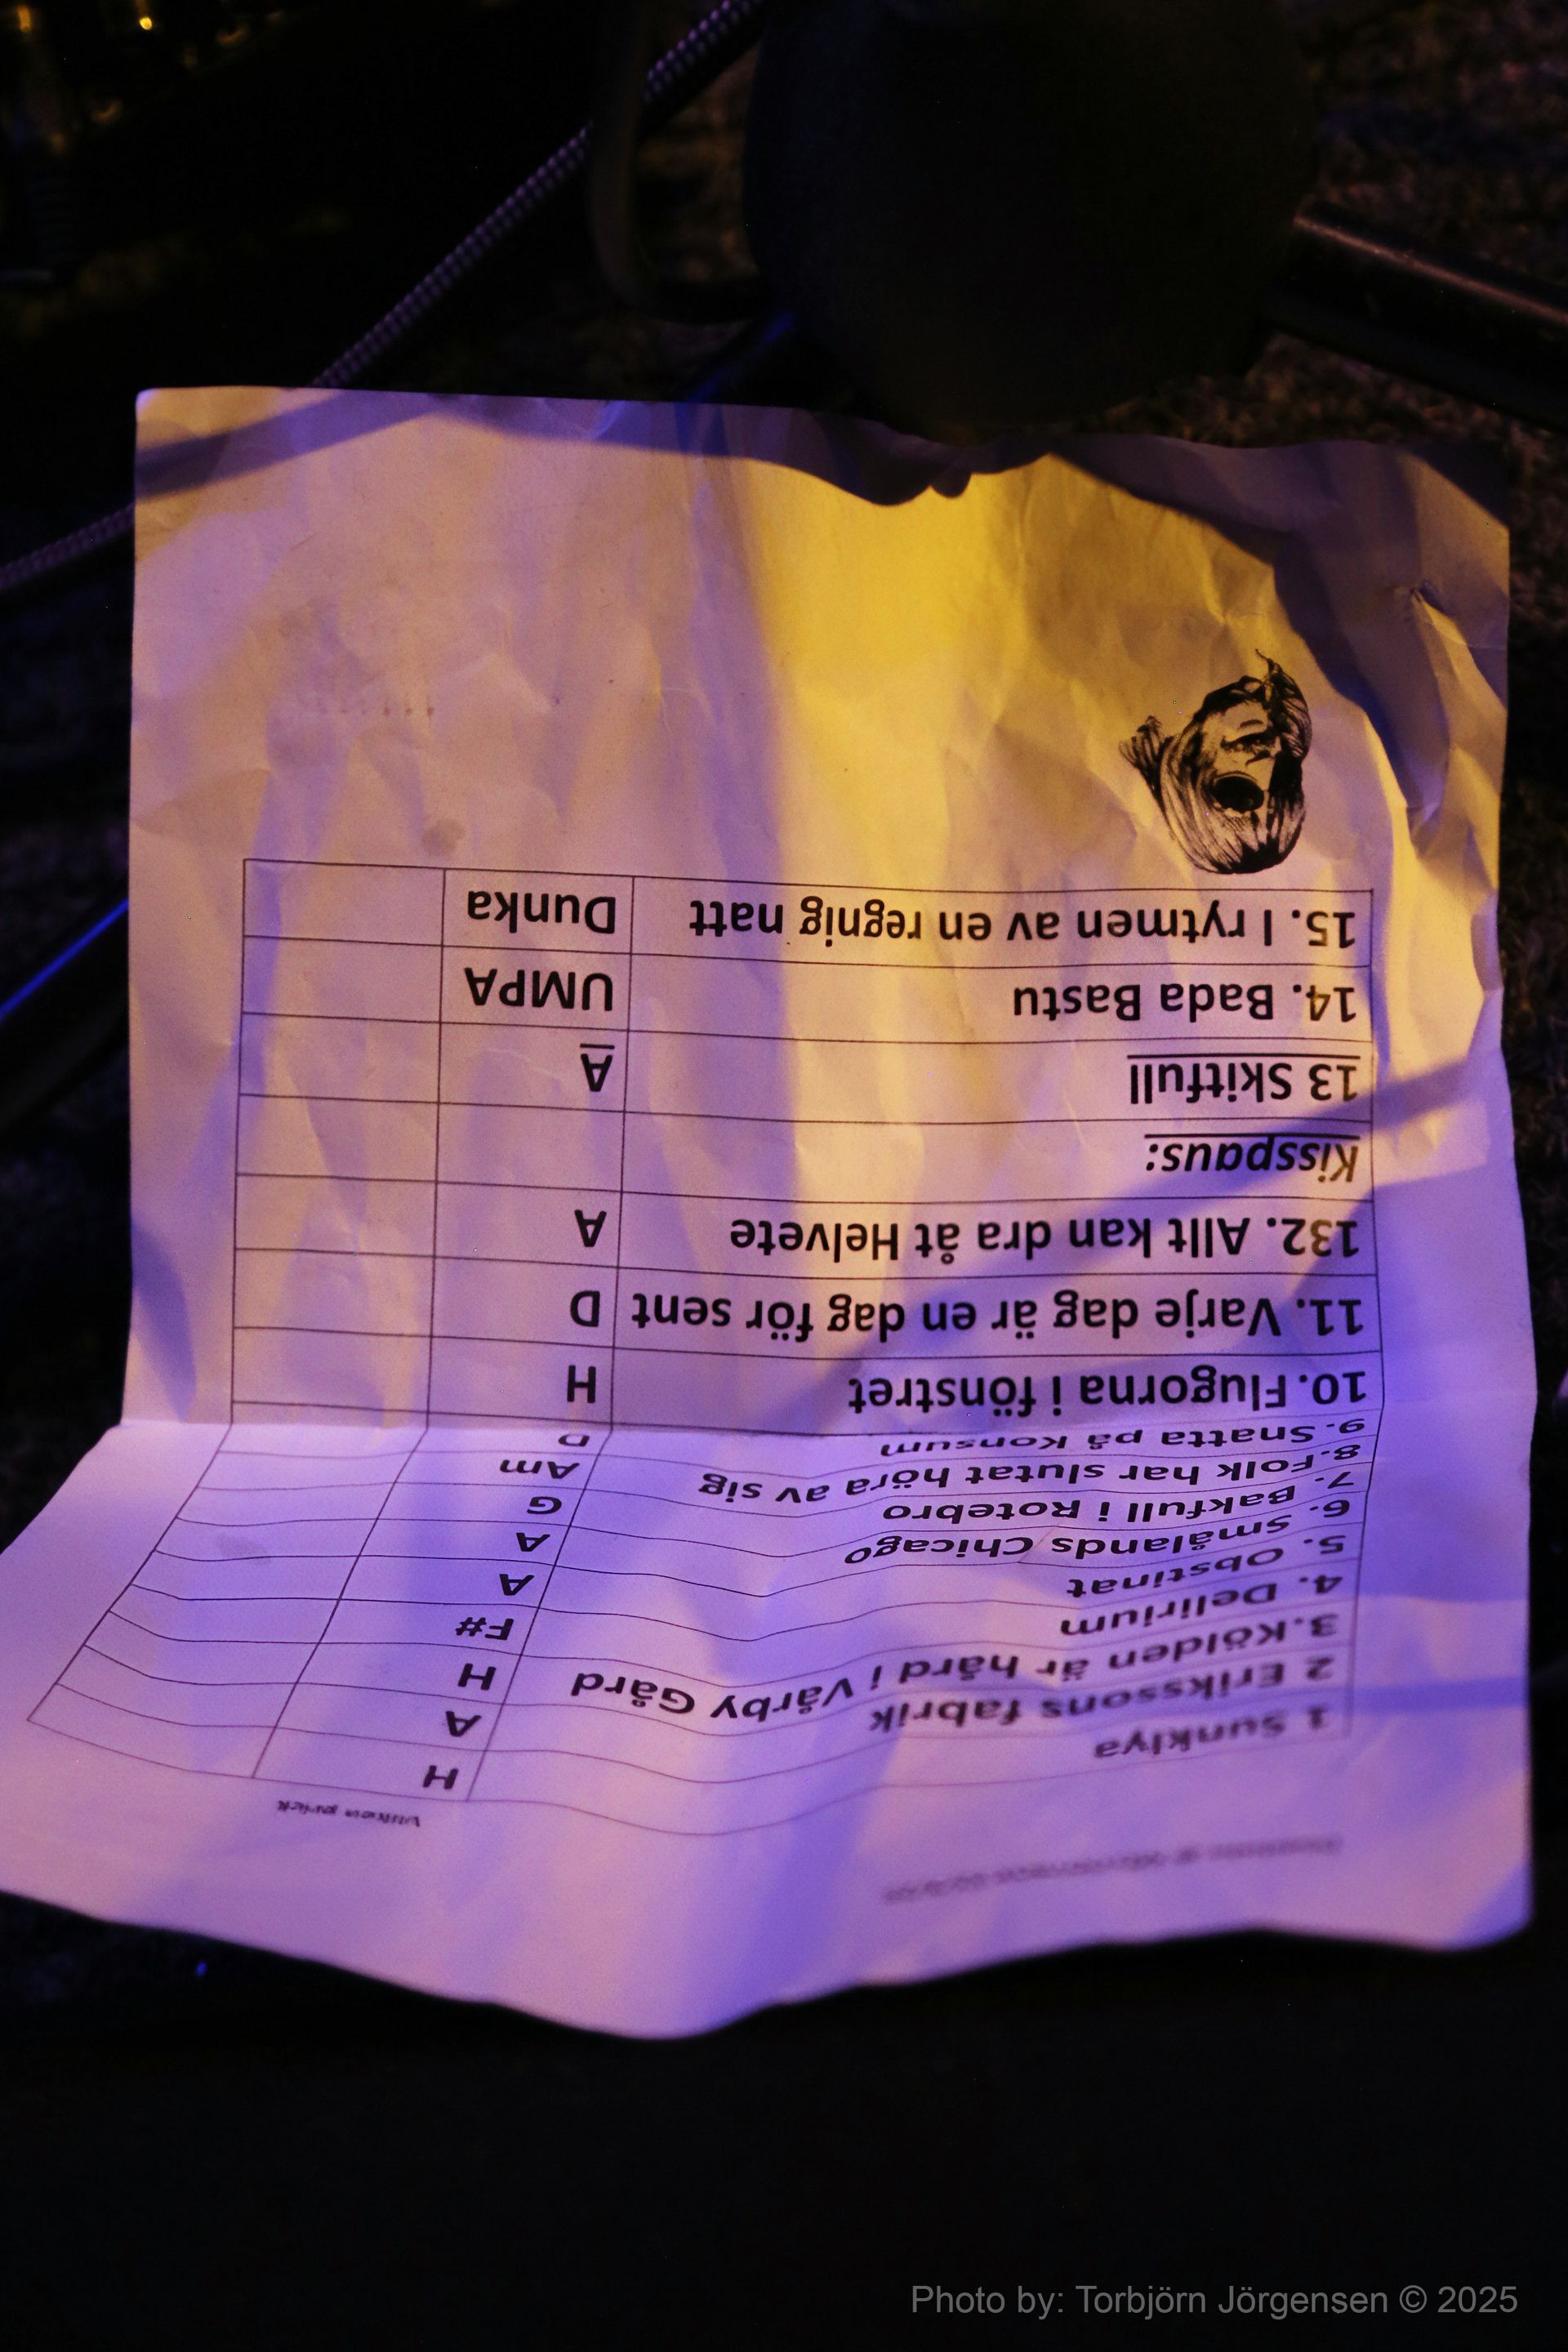 Vilken prick
1 Sunklya H
2 Erikssons fabrik A
3. Kölden är hård i Vårby Gård H
4. Delirium F#
5. Obstinat A
6. Smålands Chicago A
7. Bakfull i Rotebro G
8. Folk har slutat höra av sig Am
9. Snatta på Konsum D
10. Flugorna i fönstret H
11. Varje dag är en dag för sent D
132. Allt kan dra åt Helvete A
Kisspaus:
13 Skitfull A
14. Bada Bastu UMPA
15. I rytmen av en regnig natt Dunka
Photo by: Torbjörn Jörgensen © 2025